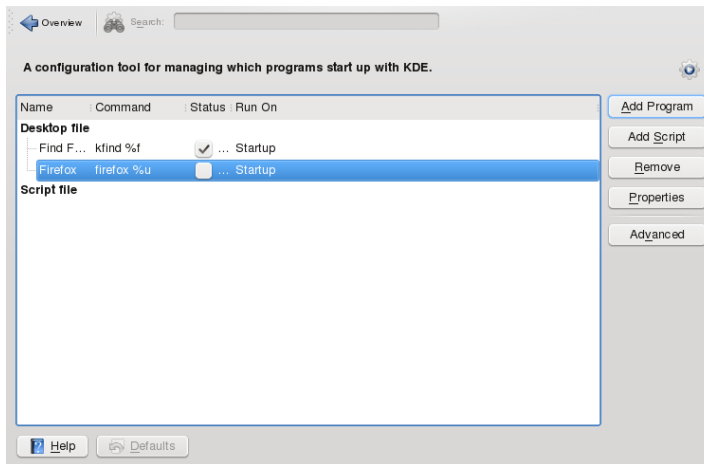 Overview Search:
A configuration tool for managing which programs start up with KDE.
Name Command Status Run On
Desktop file
Find F... kfind %f ... Startup
Firefox firefox %u ... Startup
Script file
Add Program
Add Script
Remove
Properties
Advanced
Help Defaults